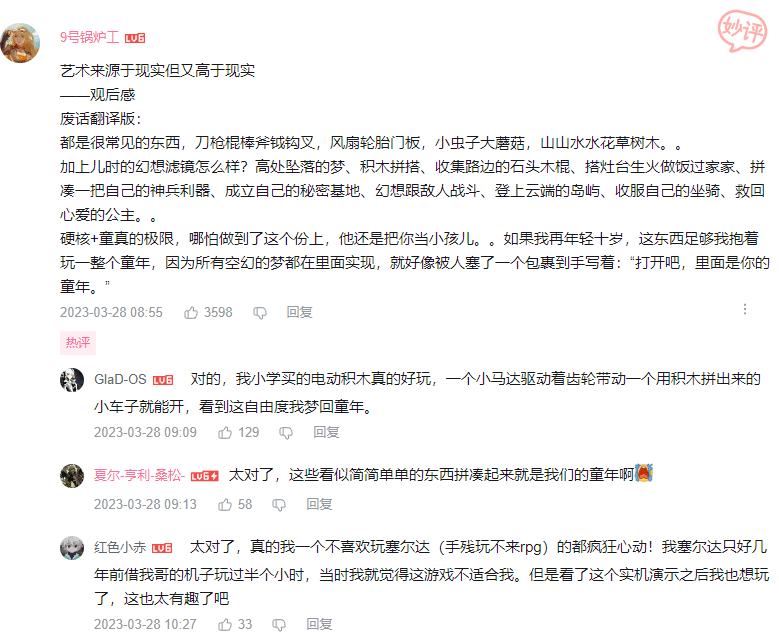 妙评
9号锅炉工 LV6
艺术来源于现实但又高于现实
——观后感
废话翻译版：
都是很常见的东西，刀枪棍棒斧钺钩叉，风扇轮胎门板，小虫子大蘑菇，山山水水花草树木。。
加上儿时的幻想滤镜怎么样？高处坠落的梦、积木拼搭、收集路边的石头木棍、搭灶台生火做饭过家家、拼
凑一把自己的神兵利器、成立自己的秘密基地、幻想跟敌人战斗、登上云端的岛屿、收服自己的坐骑、救回
心爱的公主。。
硬核+童真的极限，哪怕做到了这个份上，他还是把你当小孩儿。。如果我再年轻十岁，这东西足够我抱着
玩一整个童年，因为所有空幻的梦都在里面实现，就好像被人塞了一个包裹到手写着：“打开吧，里面是你的
童年。”
2023-03-28 08:55 3598 回复
热评
GlaD-OS LV6 对的，我小学买的电动积木真的好玩，一个小马达驱动着齿轮带动一个用积木拼出来的
小车子就能开，看到这自由度我梦回童年。
2023-03-28 09:09 129 回复
夏尔-亨利-桑松- LV6 太对了，这些看似简简单单的东西拼凑起来就是我们的童年啊
2023-03-28 09:13 58 回复
红色小赤 LV6 太对了，真的我一个不喜欢玩塞尔达（手残玩不来rpg）的都疯狂心动！我塞尔达只好几
年前借我哥的机子玩过半个小时，当时我就觉得这游戏不适合我。但是看了这个实机演示之后我也想玩
了，这也太有趣了吧
2023-03-28 10:27 33 回复